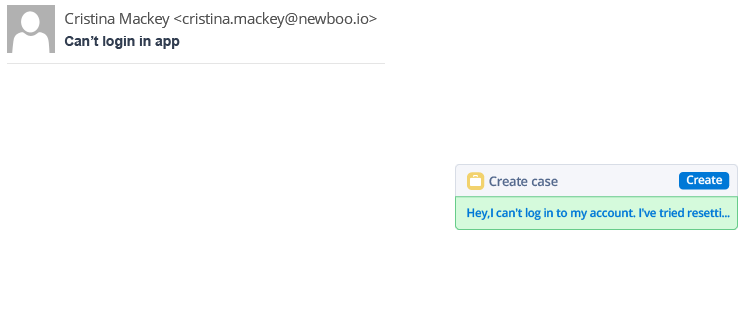 Cristina Mackey <cristina.mackey@newboo.io>
Can’t login in app
Create case
Create
Hey,I can't log in to my account. I've tried resetti...